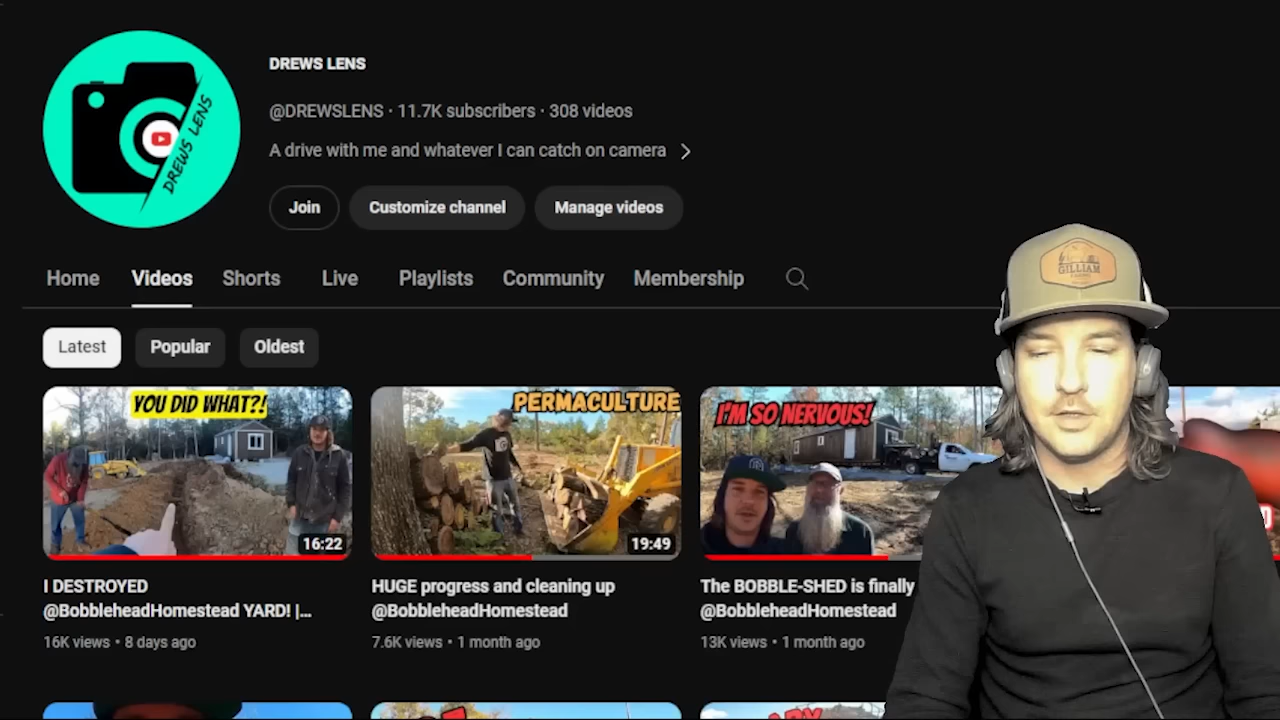 DREWS LENS
DREWS LENS
@DREWSLENS · 11.7K subscribers · 308 videos
A drive with me and whatever I can catch on camera
Join
Customize channel
Manage videos
Home
Videos
Shorts
Live
Playlists
Community
Membership
GILLIAM
Latest
Popular
Oldest
YOU DID WHAT?!
16:22
PERMACULTURE
19:49
I'M SO NERVOUS!
I DESTROYED
@BobbleheadHomestead YARD! |...
16K views · 8 days ago
HUGE progress and cleaning up
@BobbleheadHomestead
7.6K views · 1 month ago
The BOBBLE-SHED is finally
@BobbleheadHomestead
13K views · 1 month ago